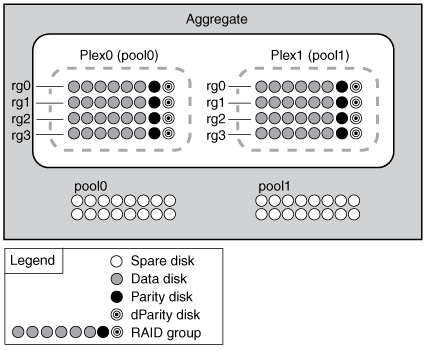 Aggregate
Plex0 (pool0) Plex1 (pool1)
rg0 rg0
rg1 rg1
rg2 rg2
rg3 rg3
pool0 pool1
Legend
Spare disk
Data disk
Parity disk
dParity disk
RAID group